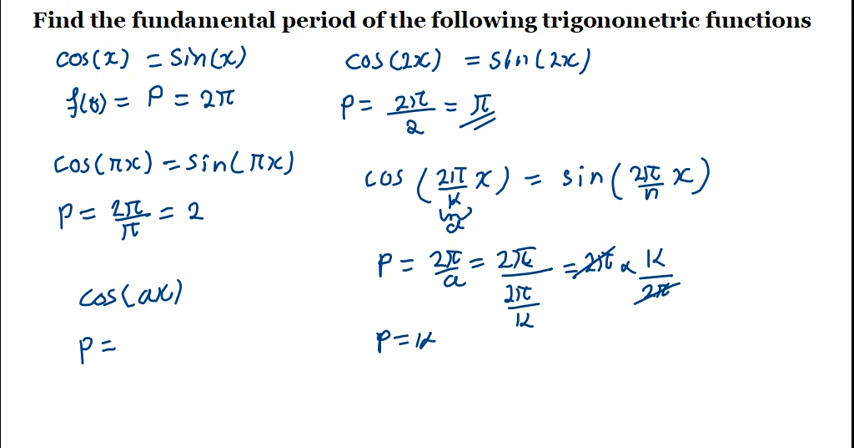 Find the fundamental period of the following trigonometric functions
cos(x) = sin(x)
f(x) = P = 2π
cos(2x) = sin(2x)
P = 2π/2 = π
cos(πx) = sin(πx)
P = 2π/π = 2
cos(2π/k x) = sin(2π/n x)
a
P = 2π/a = 2π/(2π/k) = 2π × k/2π
P = k
cos(ax)
P =